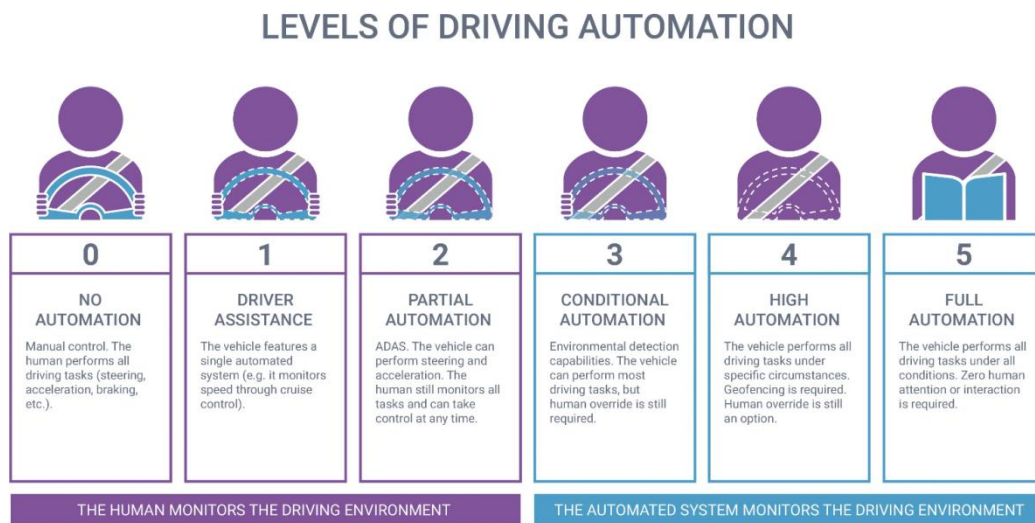 LEVELS OF DRIVING AUTOMATION
0
NO
AUTOMATION
Manual control. The
human performs all
driving tasks (steering,
acceleration, braking,
etc.).
1
DRIVER
ASSISTANCE
The vehicle features a
single automated
system (e.g. it monitors
speed through cruise
control).
2
PARTIAL
AUTOMATION
ADAS. The vehicle can
perform steering and
acceleration. The
human still monitors all
tasks and can take
control at any time.
3
CONDITIONAL
AUTOMATION
Environmental detection
capabilities. The vehicle
can perform most
driving tasks, but
human override is still
required.
4
HIGH
AUTOMATION
The vehicle performs all
driving tasks under
specific circumstances.
Geofencing is required.
Human override is still
an option.
5
FULL
AUTOMATION
The vehicle performs all
driving tasks under all
conditions. Zero human
attention or interaction
is required.
THE HUMAN MONITORS THE DRIVING ENVIRONMENT
THE AUTOMATED SYSTEM MONITORS THE DRIVING ENVIRONMENT